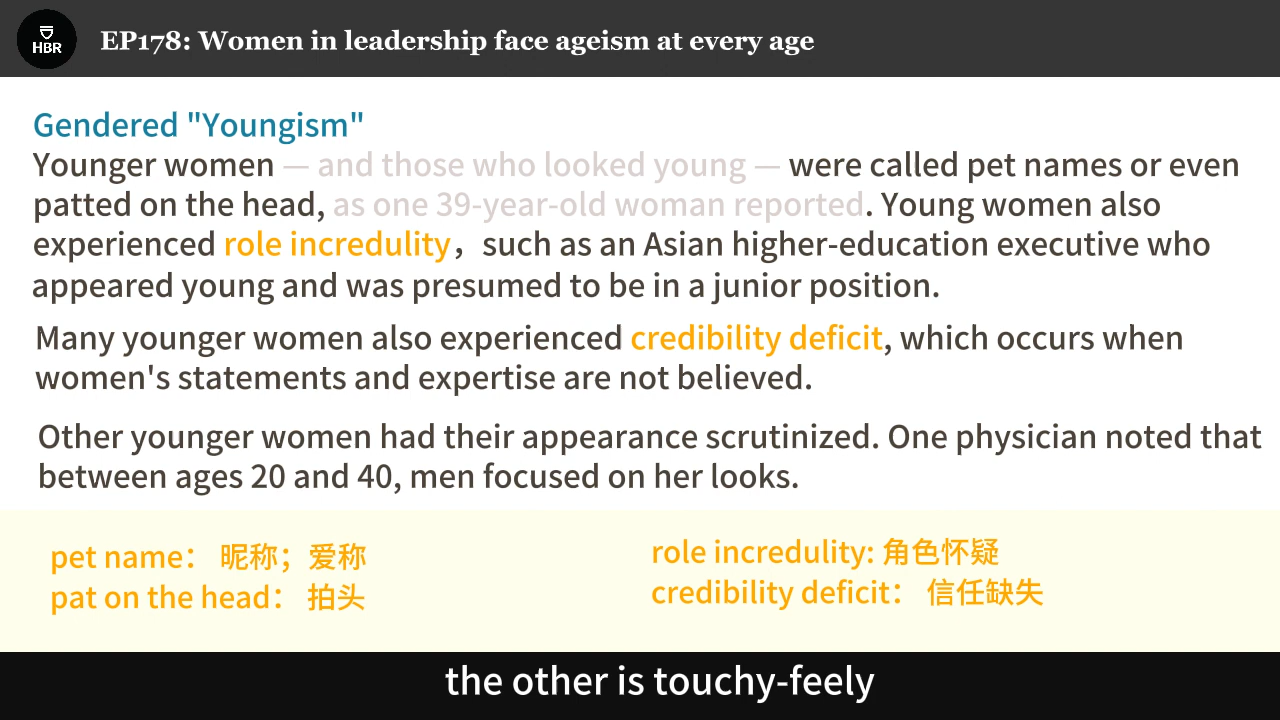 HBR
EP178: Women in leadership face ageism at every age
Gendered "Youngism"
Younger women — and those who looked young — were called pet names or even
patted on the head, as one 39-year-old woman reported. Young women also
experienced role incredulity，such as an Asian higher-education executive who
appeared young and was presumed to be in a junior position.
Many younger women also experienced credibility deficit, which occurs when
women's statements and expertise are not believed.
Other younger women had their appearance scrutinized. One physician noted that
between ages 20 and 40, men focused on her looks.
pet name： 昵称；爱称
pat on the head： 拍头
role incredulity: 角色怀疑
credibility deficit： 信任缺失
the other is touchy-feely